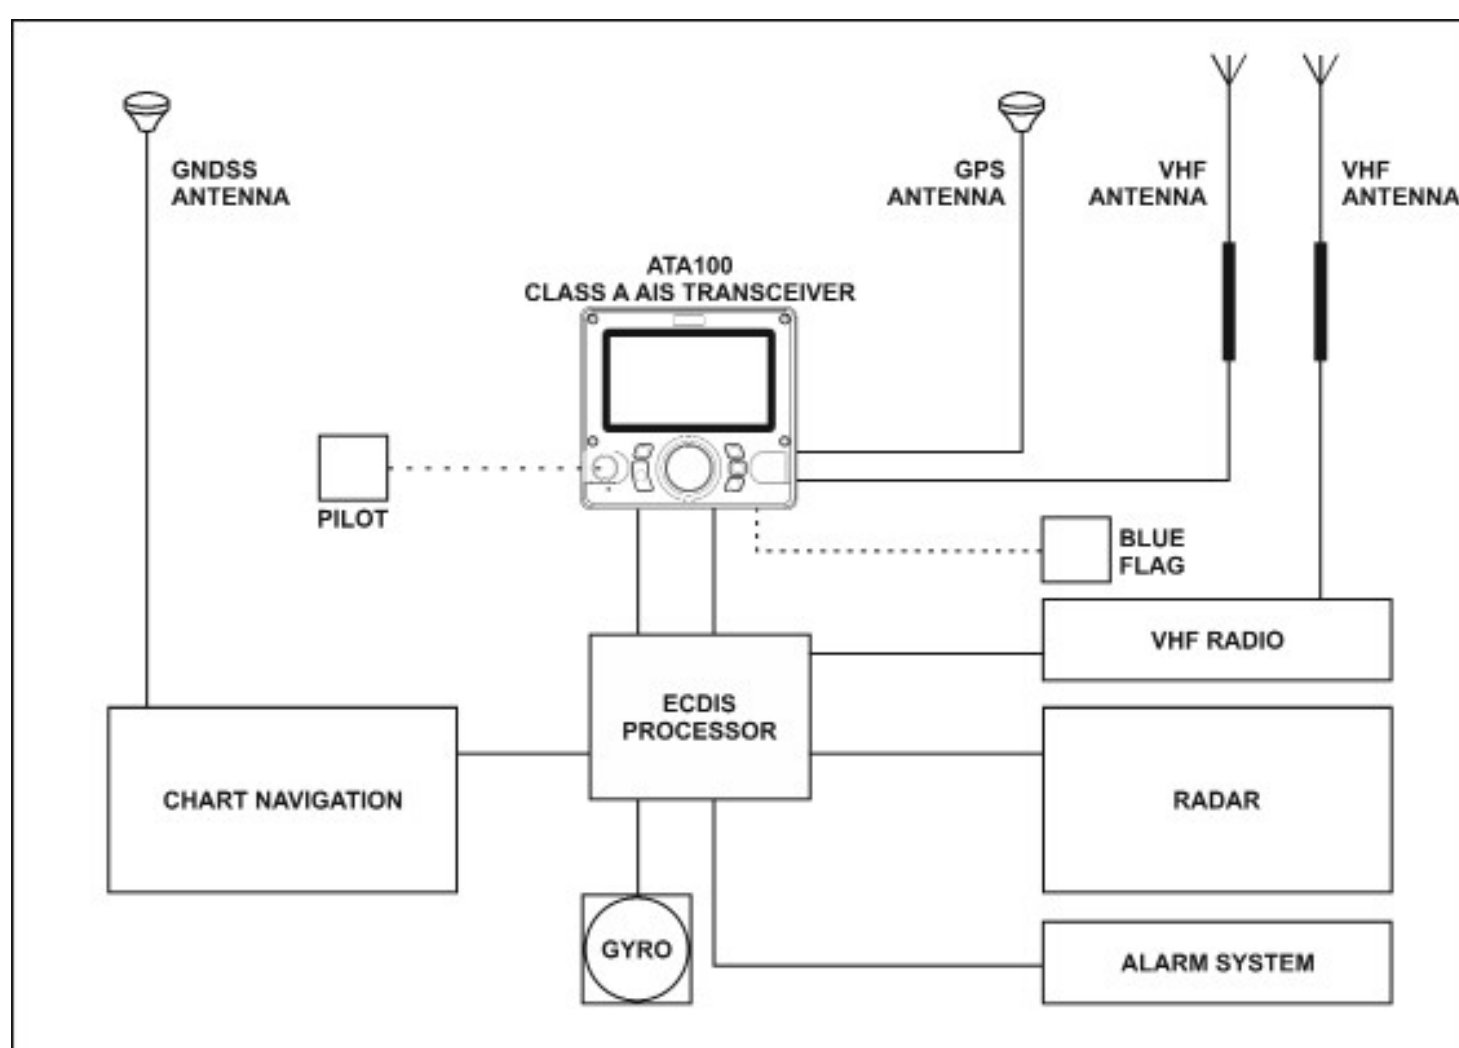 GNDSS
ANTENNA
GPS
ANTENNA
VHF
ANTENNA
VHF
ANTENNA
ATA100
CLASS A AIS TRANSCEIVER
PILOT
BLUE
FLAG
VHF RADIO
ECDIS
PROCESSOR
CHART NAVIGATION
RADAR
GYRO
ALARM SYSTEM